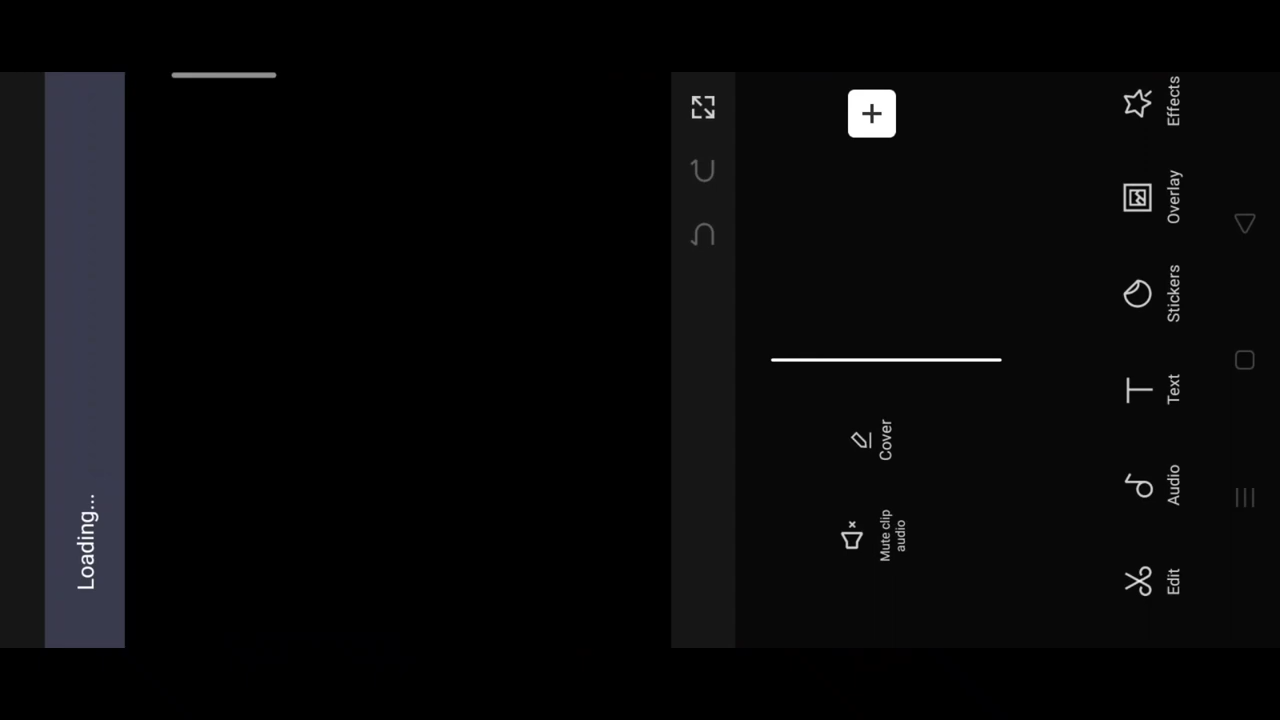 Loading...
Mute clip
audio
Cover
Edit
Audio
Text
Stickers
Overlay
Effects